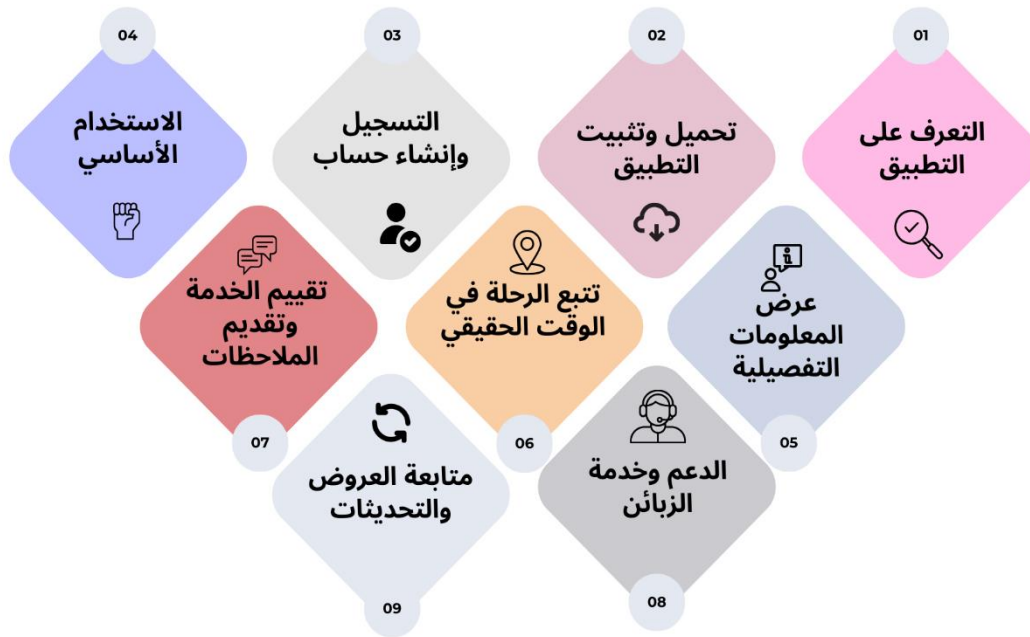 01
التعرف على
التطبيق
02
تحميل وتثبيت
التطبيق
03
التسجيل
وإنشاء حساب
04
الاستخدام
الأساسي
عرض
المعلومات
التفصيلية
05
تتبع الرحلة في
الوقت الحقيقي
06
تقييم الخدمة
وتقديم
الملاحظات
07
الدعم وخدمة
الزبائن
08
متابعة العروض
والتحديثات
09